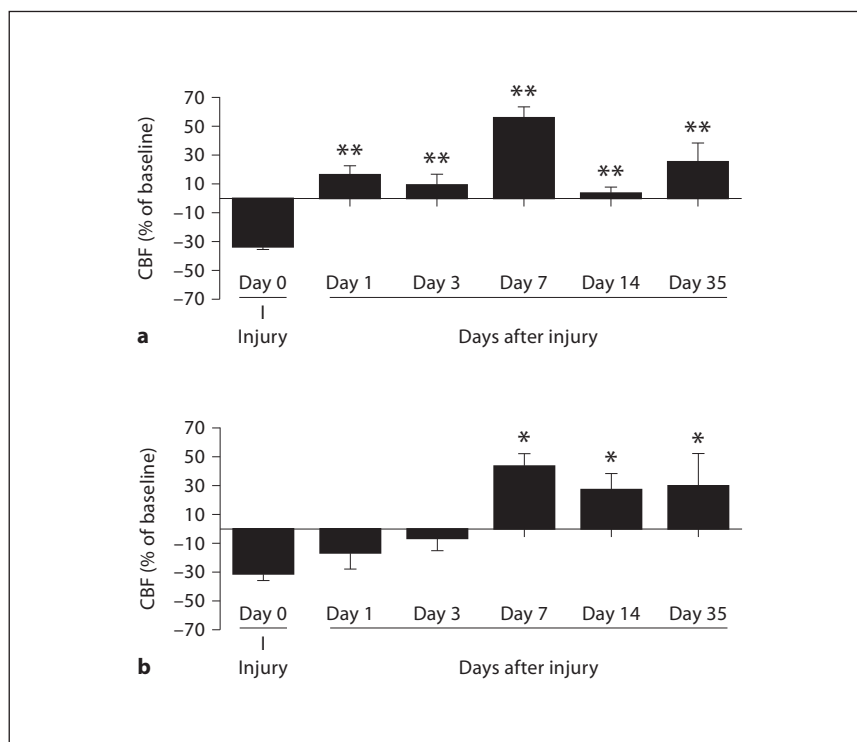 CBF (% of baseline)
70
50
30
10
–10
–30
–50
–70
** ** ** ** **
Day 0 Day 1 Day 3 Day 7 Day 14 Day 35
Injury Days after injury
a
CBF (% of baseline)
70
50
30
10
–10
–30
–50
–70
* * *
Day 0 Day 1 Day 3 Day 7 Day 14 Day 35
Injury Days after injury
b